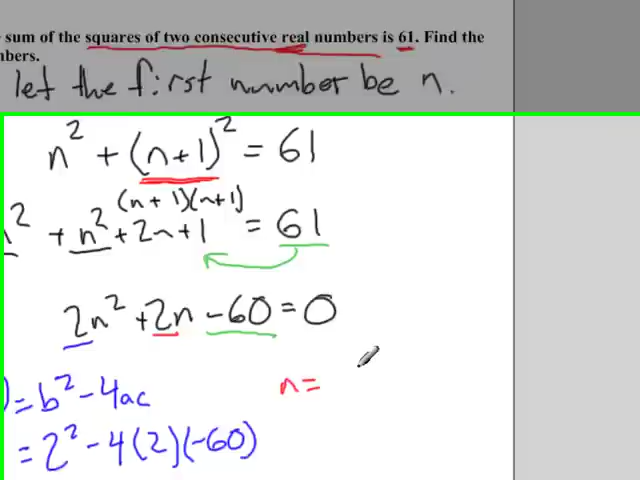 sum of the squares of two consecutive real numbers is 61. Find the
nbers.
let the first number be n.
n² + (n+1)² = 61
(n+1)(n+1)
n² + n² + 2n + 1 = 61
2n² + 2n - 60 = 0
) = b² - 4ac
n =
= 2² - 4(2)(-60)